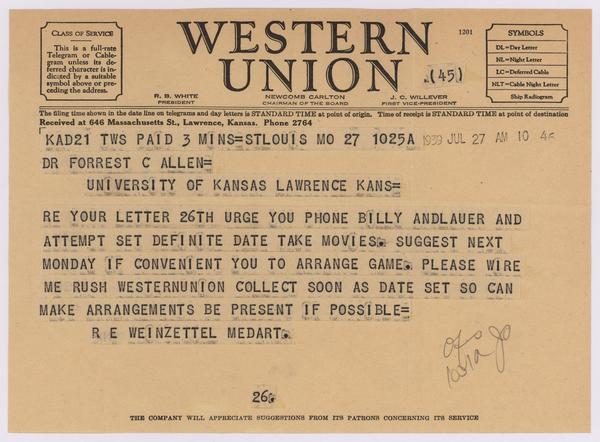 CLASS OF SERVICE
This is a full-rate
Telegram or Cable-
gram unless its de-
ferred character is in-
dicated by a suitable
symbol above or pre-
ceding the address.
WESTERN
UNION
1201
(45)
SYMBOLS
DL=Day Letter
NL=Night Letter
LC=Deferred Cable
NLT=Cable Night Letter
Ship Radiogram
R. B. WHITE
PRESIDENT
NEWCOMB CARLTON
CHAIRMAN OF THE BOARD
J. C. WILLEVER
FIRST VICE-PRESIDENT
The filing time shown in the date line on telegrams and day letters is STANDARD TIME at point of origin. Time of receipt is STANDARD TIME at point of destination
Received at 646 Massachusetts St., Lawrence, Kansas. Phone 2764
KAD21 TWS PAID 3 MINS=STLOUIS MO 27 1025A 1939 JUL 27 AM 10 46
DR FORREST C ALLEN=
UNIVERSITY OF KANSAS LAWRENCE KANS=
RE YOUR LETTER 26TH URGE YOU PHONE BILLY ANDLAUER AND
ATTEMPT SET DEFINITE DATE TAKE MOVIES. SUGGEST NEXT
MONDAY IF CONVENIENT YOU TO ARRANGE GAME. PLEASE WIRE
ME RUSH WESTERNUNION COLLECT SOON AS DATE SET SO CAN
MAKE ARRANGEMENTS BE PRESENT IF POSSIBLE=
R E WEINZETTEL MEDART.
26.
THE COMPANY WILL APPRECIATE SUGGESTIONS FROM ITS PATRONS CONCERNING ITS SERVICE